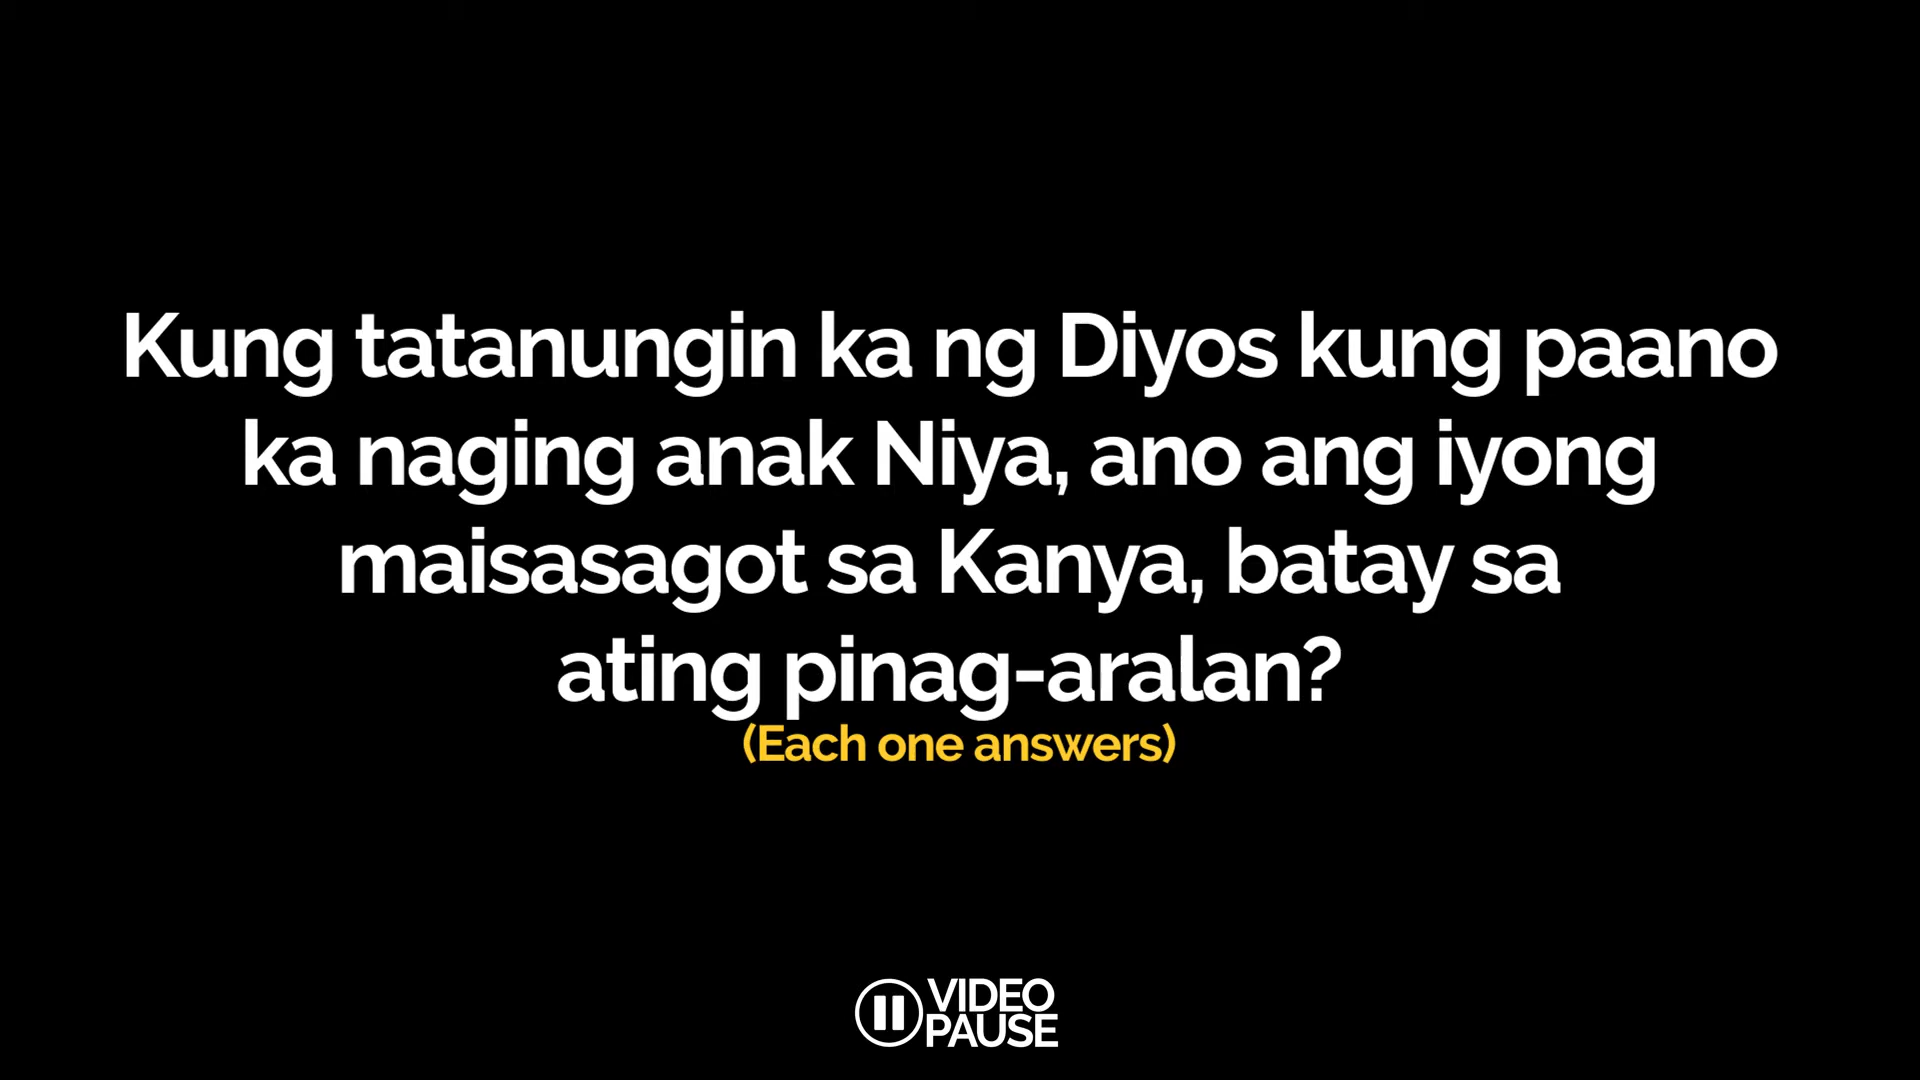 Kung tatanungin ka ng Diyos kung paano
ka naging anak Niya, ano ang iyong
maisasagot sa Kanya, batay sa
ating pinag-aralan?
(Each one answers)
VIDEO
PAUSE